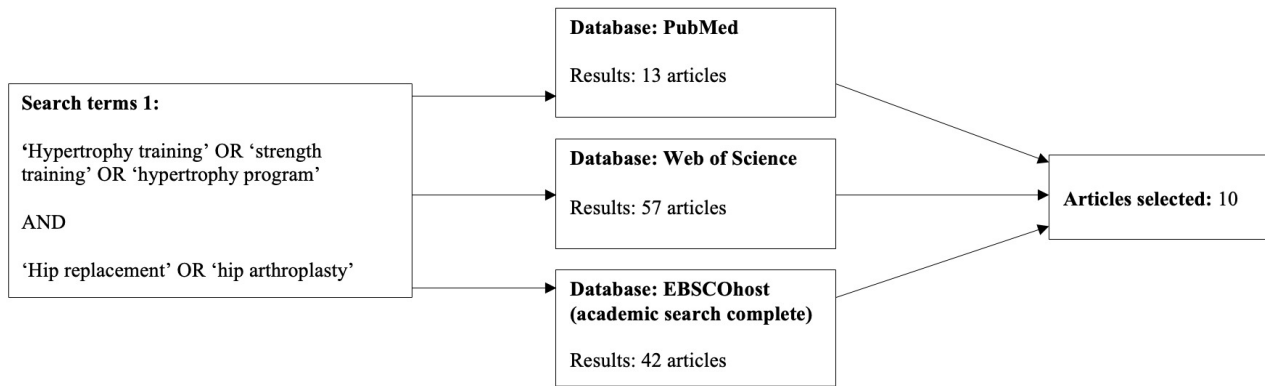 Search terms 1:
‘Hypertrophy training’ OR ‘strength
training’ OR ‘hypertrophy program’
AND
‘Hip replacement’ OR ‘hip arthroplasty’
Database: PubMed
Results: 13 articles
Database: Web of Science
Results: 57 articles
Database: EBSCOhost
(academic search complete)
Results: 42 articles
Articles selected: 10